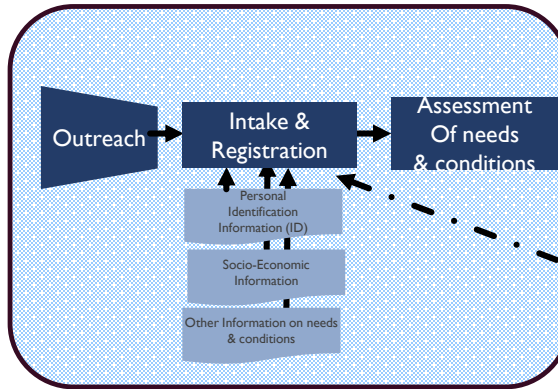 Outreach
Intake &
Registration
Assessment
Of needs
& conditions
Personal
Identification
Information (ID)
Socio-Economic
Information
Other Information on needs
& conditions